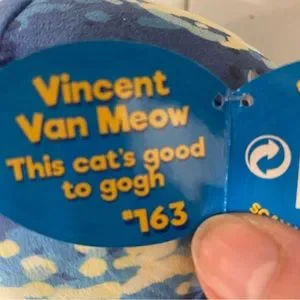 Vincent
Van Meow
This cat's good
to gogh
#163